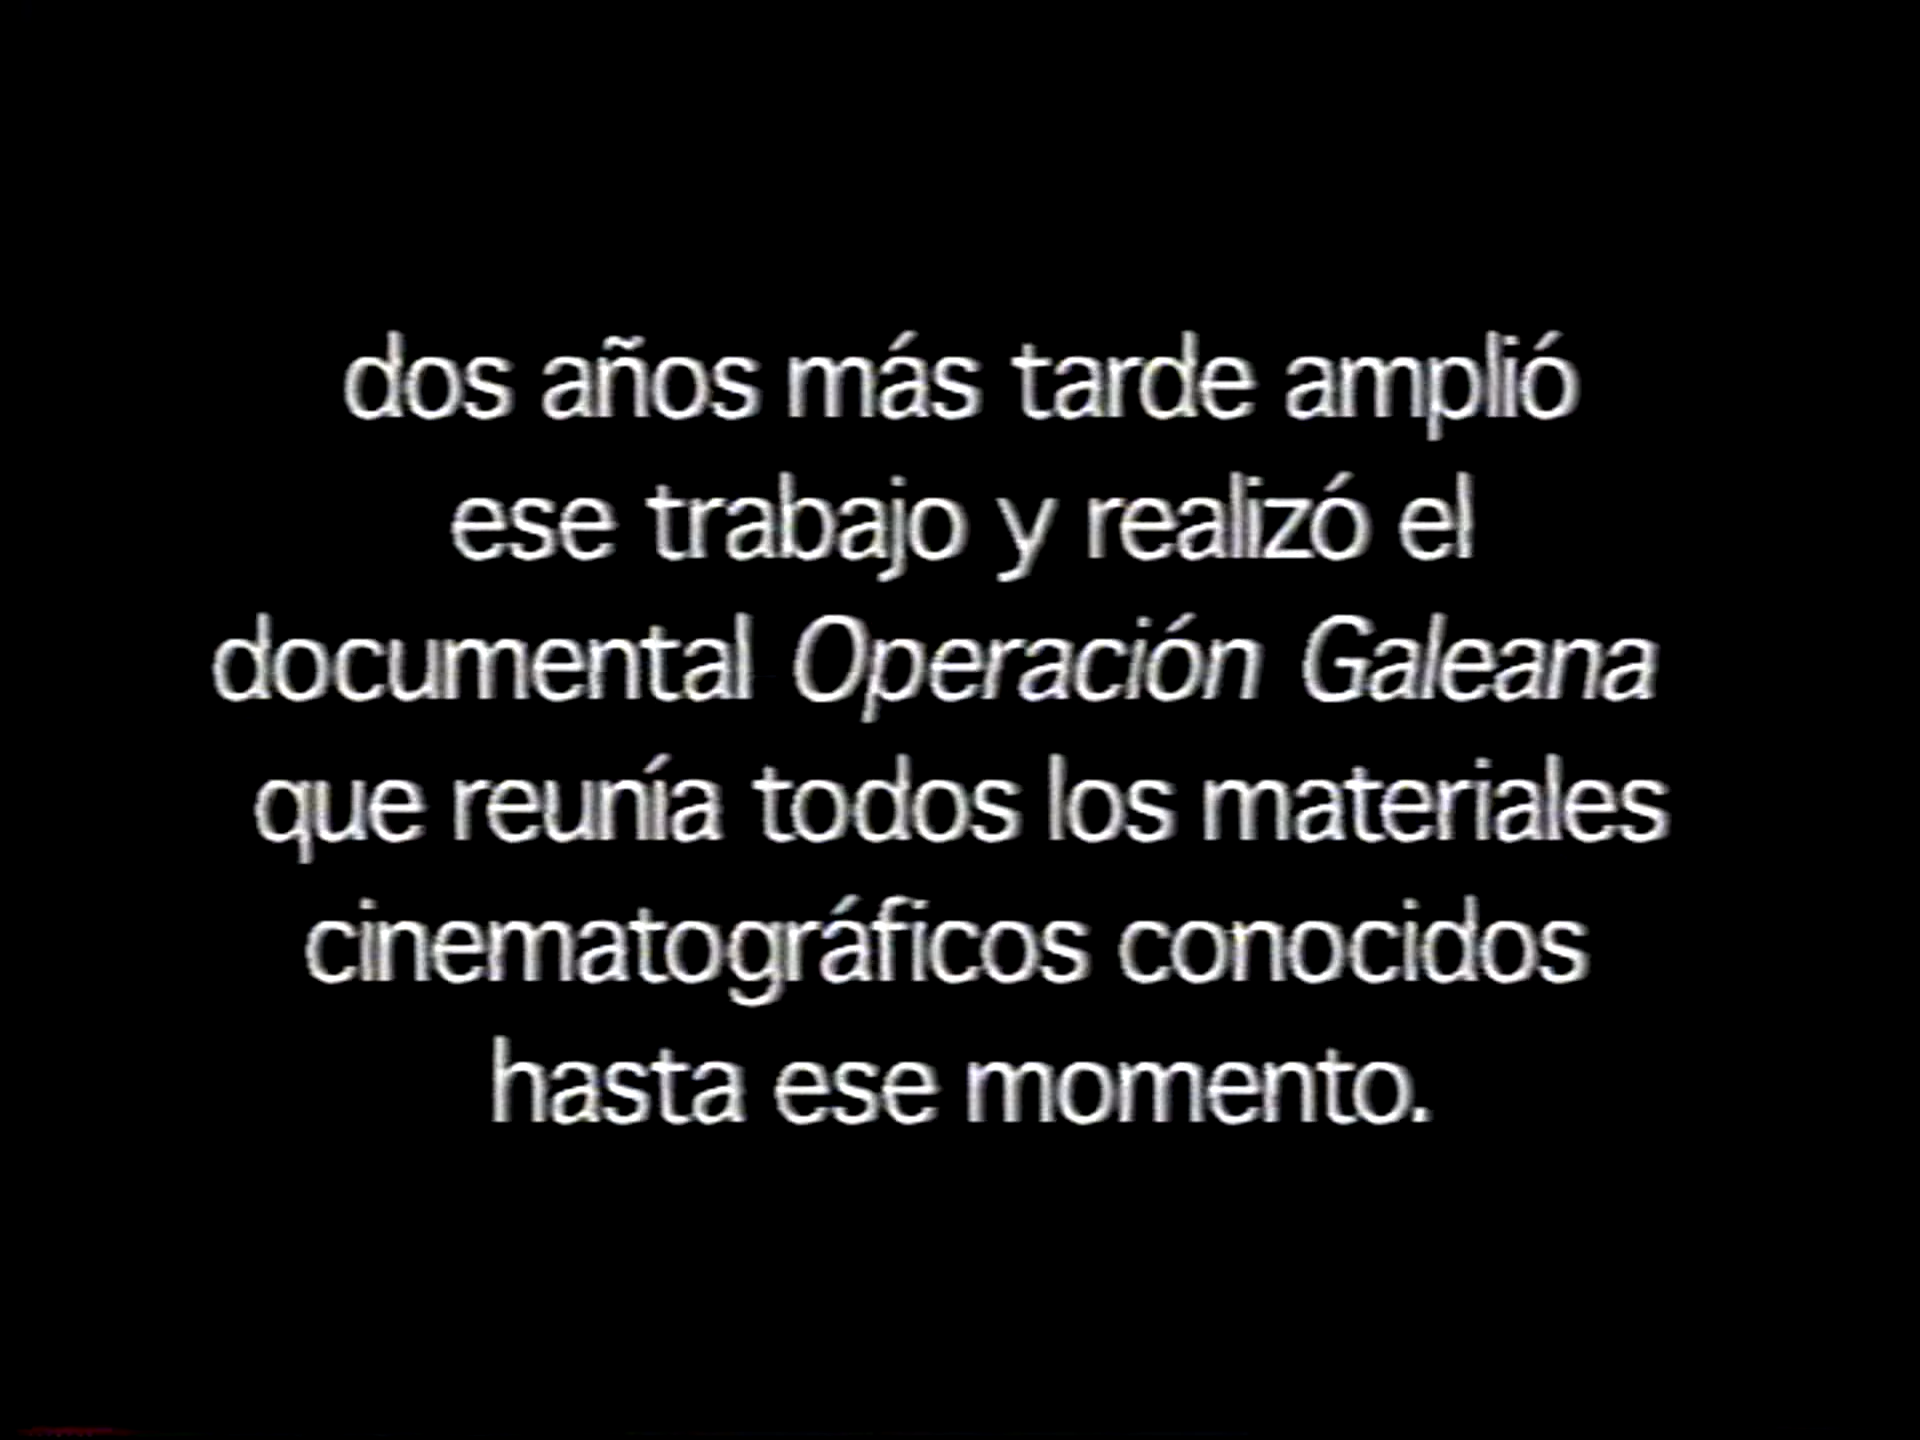 dos años más tarde amplió
ese trabajo y realizó el
documental Operación Galeana
que reunía todos los materiales
cinematográficos conocidos
hasta ese momento.